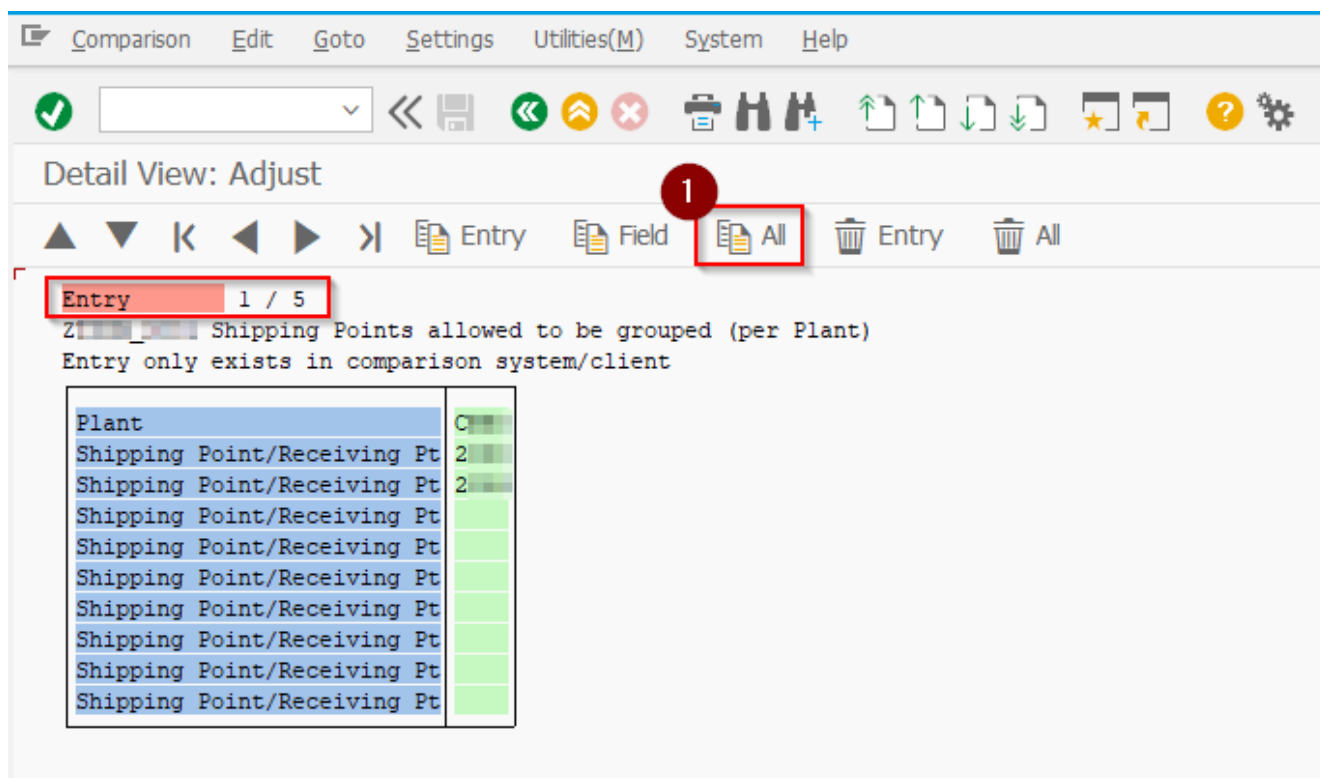 Comparison Edit Goto Settings Utilities(M) System Help
Detail View: Adjust
1
Entry Field All Entry All
Entry 1 / 5
Shipping Points allowed to be grouped (per Plant)
Entry only exists in comparison system/client
Plant
Shipping Point/Receiving Pt
Shipping Point/Receiving Pt
Shipping Point/Receiving Pt
Shipping Point/Receiving Pt
Shipping Point/Receiving Pt
Shipping Point/Receiving Pt
Shipping Point/Receiving Pt
Shipping Point/Receiving Pt
Shipping Point/Receiving Pt